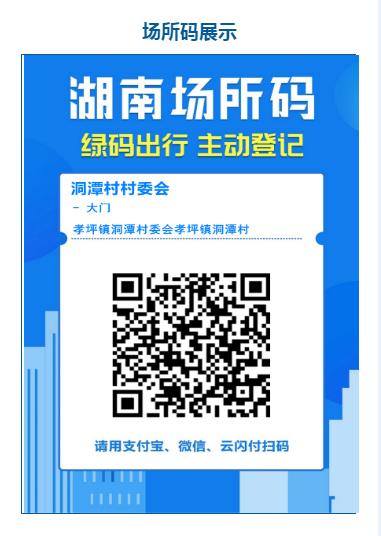 场所码展示
湖南场所码
绿码出行 主动登记
洞潭村村委会
- 大门
孝坪镇洞潭村委会孝坪镇洞潭村
请用支付宝、微信、云闪付扫码